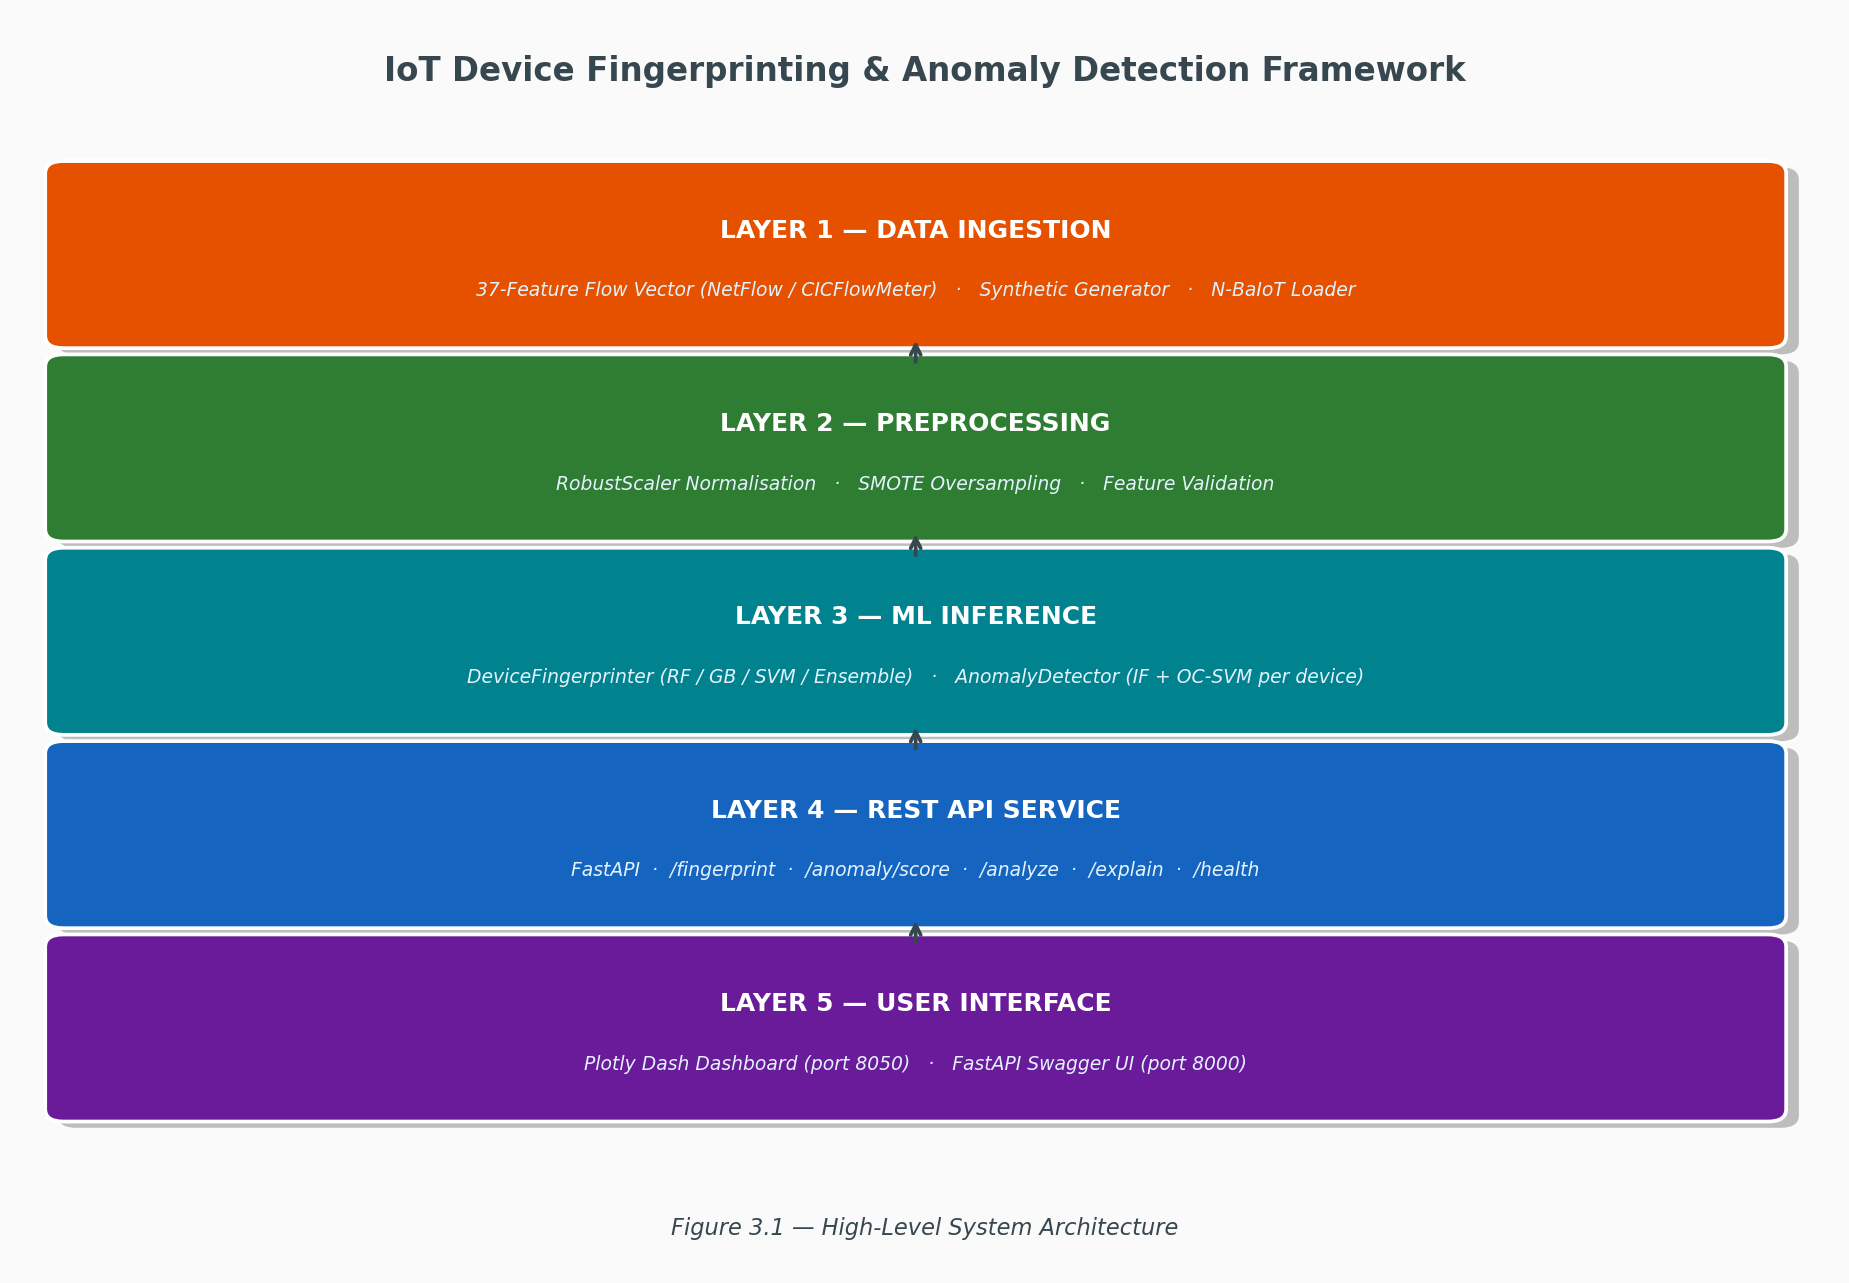 IoT Device Fingerprinting & Anomaly Detection Framework
LAYER 1 — DATA INGESTION
37-Feature Flow Vector (NetFlow / CICFlowMeter) · Synthetic Generator · N-BaIoT Loader
LAYER 2 — PREPROCESSING
RobustScaler Normalisation · SMOTE Oversampling · Feature Validation
LAYER 3 — ML INFERENCE
DeviceFingerprinter (RF / GB / SVM / Ensemble) · AnomalyDetector (IF + OC-SVM per device)
LAYER 4 — REST API SERVICE
FastAPI · /fingerprint · /anomaly/score · /analyze · /explain · /health
LAYER 5 — USER INTERFACE
Plotly Dash Dashboard (port 8050) · FastAPI Swagger UI (port 8000)
Figure 3.1 — High-Level System Architecture